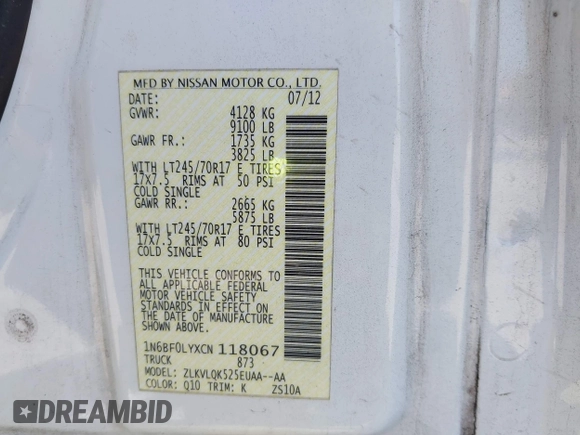 MFD BY NISSAN MOTOR CO., LTD.
DATE: 07/12
GVWR: 4128 KG
9100 LB
GAWR FR.: 1735 KG
3825 LB
WITH LT245/70R17 E TIRES
17X7.5 RIMS AT 50 PSI
COLD SINGLE
GAWR RR.: 2665 KG
5875 LB
WITH LT245/70R17 E TIRES
17X7.5 RIMS AT 80 PSI
COLD SINGLE
THIS VEHICLE CONFORMS TO
ALL APPLICABLE FEDERAL
MOTOR VEHICLE SAFETY
STANDARDS IN EFFECT ON
THE DATE OF MANUFACTURE
SHOWN ABOVE.
1N6BF0LYXCN 118067
TRUCK 873
MODEL: ZLKVLQK525EUAA--AA
COLOR: Q10 TRIM: K ZS10A
DREAMBID